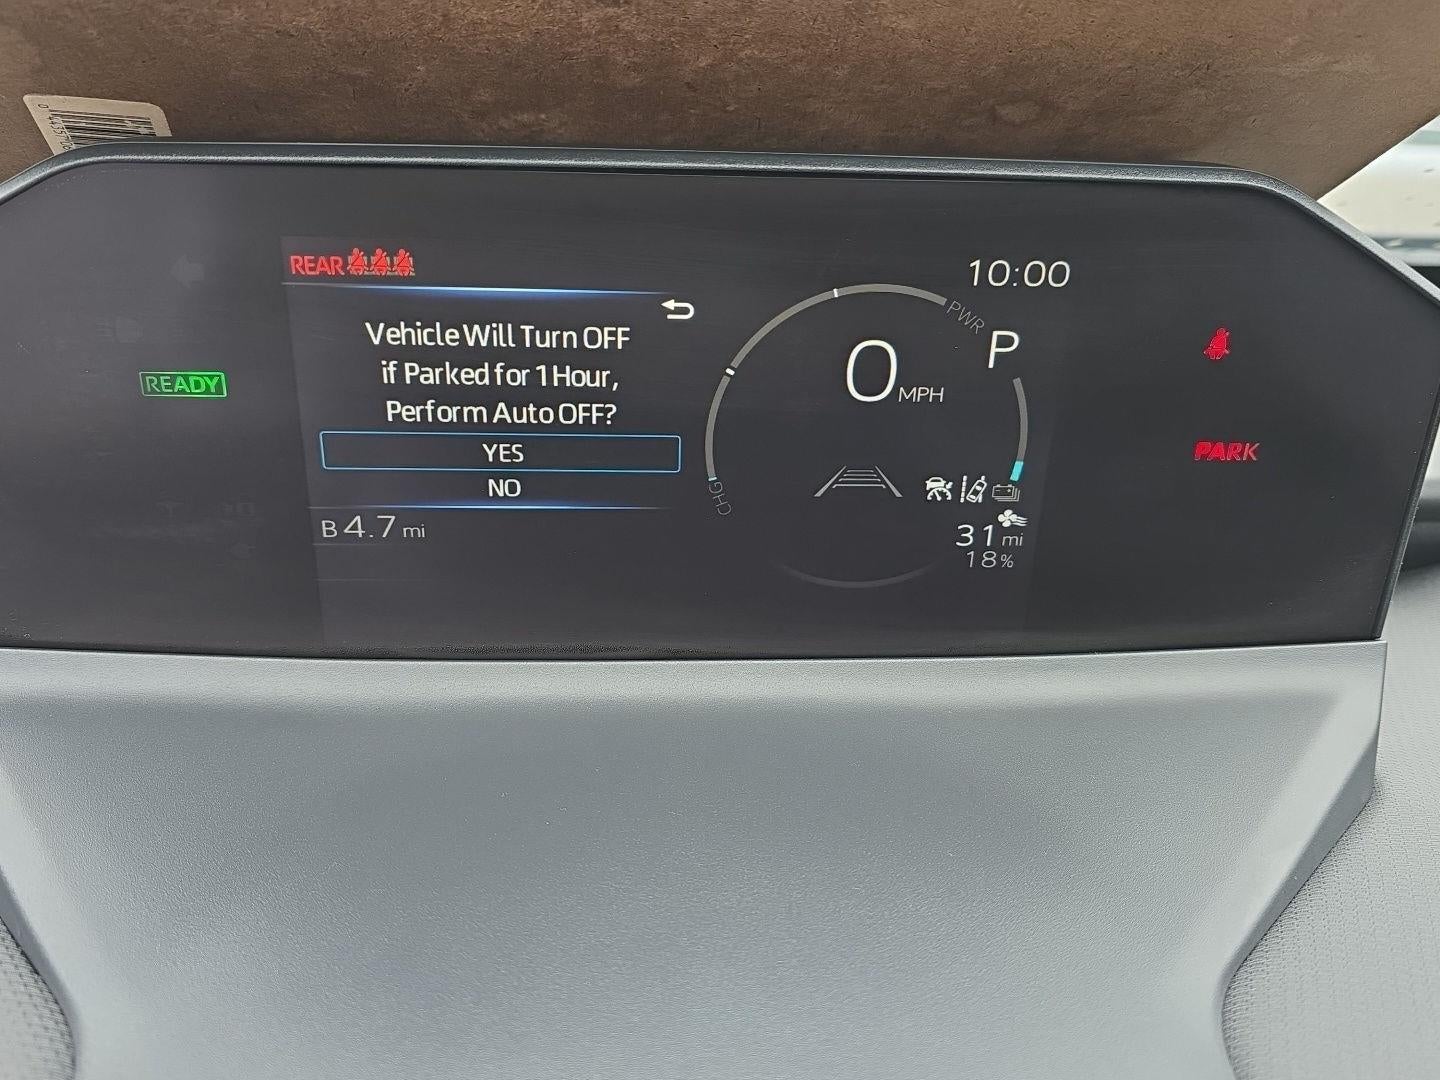 REAR
10:00
PWR
Vehicle Will Turn OFF
if Parked for 1 Hour,
Perform Auto OFF?
YES
NO
B 4.7 mi
READY
0 MPH
P
CHG
31 mi
18%
PARK